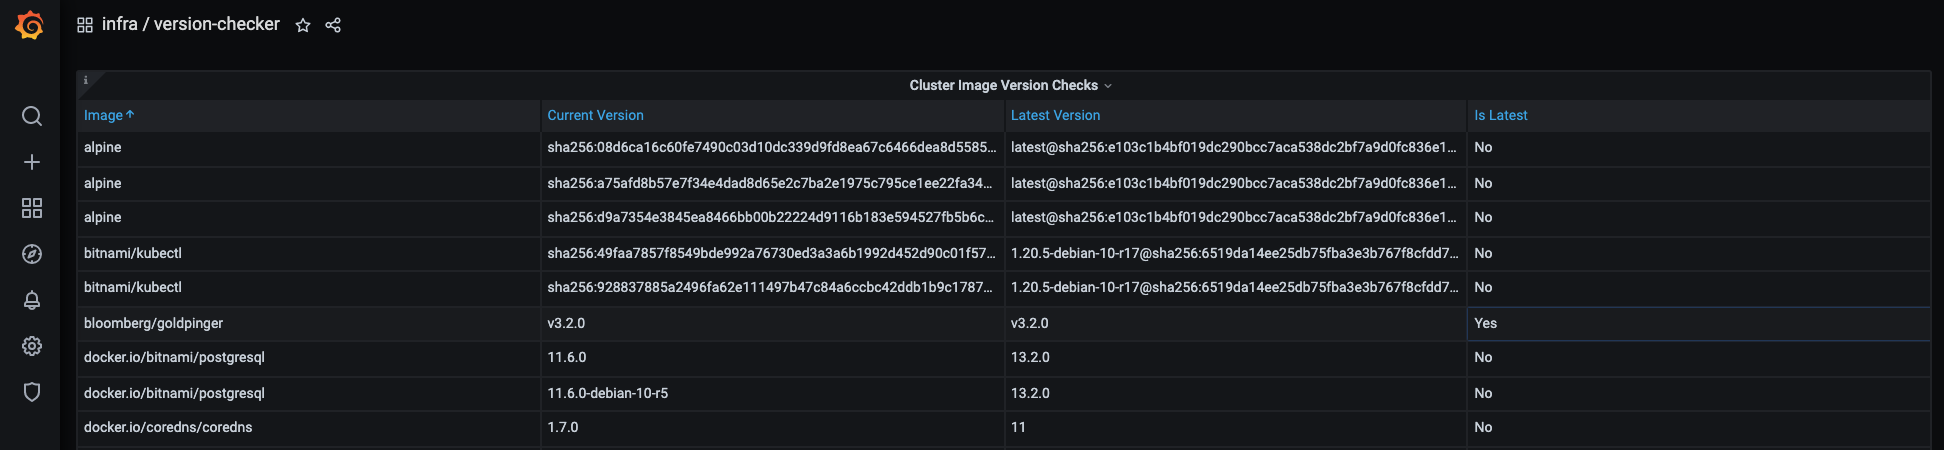 infra / version-checker
i
Cluster Image Version Checks
Image Current Version Latest Version Is Latest
alpine sha256:08d6ca16c60fe7490c03d10dc339d9fd8ea67c6466dea8d5585... latest@sha256:e103c1b4bf019dc290bcc7aca538dc2bf7a9d0fc836e1... No
alpine sha256:a75afd8b57e7f34e4dad8d65e2c7ba2e1975c795ce1ee22fa34... latest@sha256:e103c1b4bf019dc290bcc7aca538dc2bf7a9d0fc836e1... No
alpine sha256:d9a7354e3845ea8466bb00b22224d9116b183e594527fb5b6c... latest@sha256:e103c1b4bf019dc290bcc7aca538dc2bf7a9d0fc836e1... No
bitnami/kubectl sha256:49faa7857f8549bde992a76730ed3a3a6b1992d452d90c01f57... 1.20.5-debian-10-r17@sha256:6519da14ee25db75fba3e3b767f8cfdd7... No
bitnami/kubectl sha256:928837885a2496fa62e111497b47c84a6ccbc42ddb1b9c1787... 1.20.5-debian-10-r17@sha256:6519da14ee25db75fba3e3b767f8cfdd7... No
bloomberg/goldpinger v3.2.0 v3.2.0 Yes
docker.io/bitnami/postgresql 11.6.0 13.2.0 No
docker.io/bitnami/postgresql 11.6.0-debian-10-r5 13.2.0 No
docker.io/coredns/coredns 1.7.0 11 No